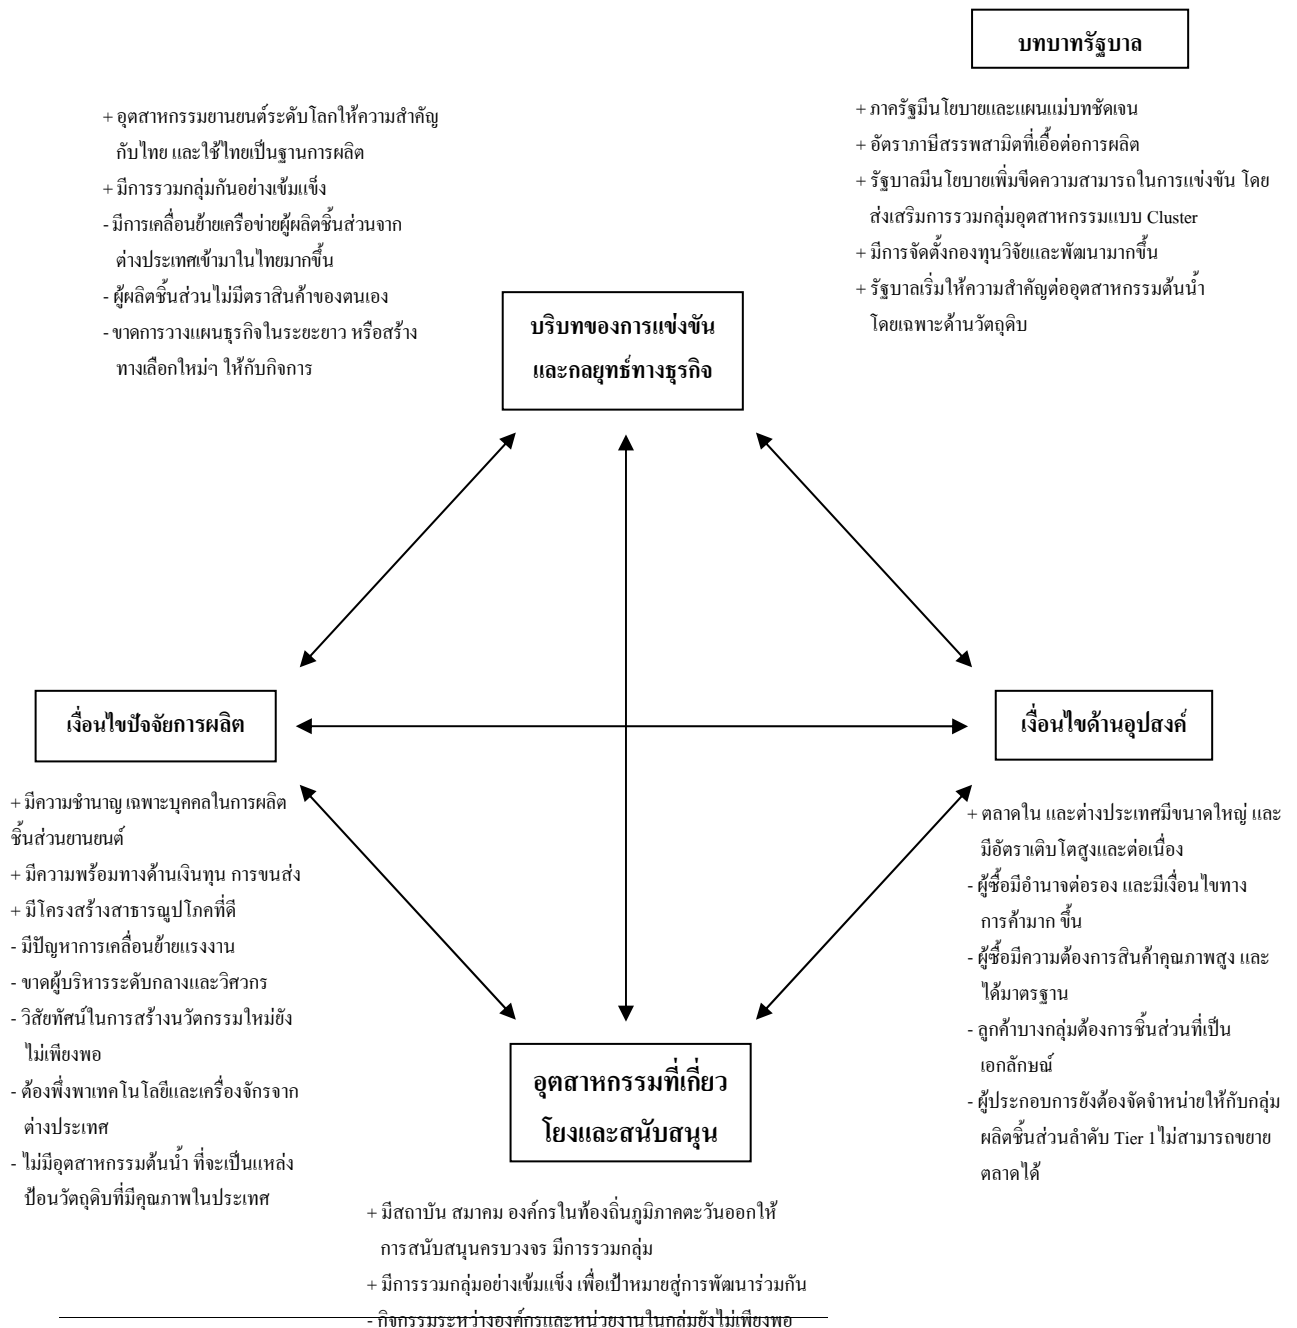 บทบาทรัฐบาล
+ ภาครัฐมีนโยบายและแผนแม่บทชัดเจน
+ อัตราภาษีสรรพสามิตที่เอื้อต่อการผลิต
+ รัฐบาลมีนโยบายเพิ่มขีดความสามารถในการแข่งขัน โดย
ส่งเสริมการรวมกลุ่มอุตสาหกรรมแบบ Cluster
+ มีการจัดตั้งกองทุนวิจัยและพัฒนามากขึ้น
+ รัฐบาลเริ่มให้ความสำคัญต่ออุตสาหกรรมต้นน้ำ
โดยเฉพาะด้านวัตถุดิบ
+ อุตสาหกรรมยานยนต์ระดับโลกให้ความสำคัญ
กับไทย และใช้ไทยเป็นฐานการผลิต
+ มีการรวมกลุ่มกันอย่างเข้มแข็ง
- มีการเคลื่อนย้ายเครือข่ายผู้ผลิตชิ้นส่วนจาก
ต่างประเทศเข้ามาในไทยมากขึ้น
- ผู้ผลิตชิ้นส่วนไม่มีตราสินค้าของตนเอง
- ขาดการวางแผนธุรกิจในระยะยาว หรือสร้าง
ทางเลือกใหม่ๆ ให้กับกิจการ
บริบทของการแข่งขัน
และกลยุทธ์ทางธุรกิจ
เงื่อนไขปัจจัยการผลิต
+ มีความชำนาญ เฉพาะบุคคลในการผลิต
ชิ้นส่วนยานยนต์
+ มีความพร้อมทางด้านเงินทุน การขนส่ง
+ มีโครงสร้างสาธารณูปโภคที่ดี
- มีปัญหาการเคลื่อนย้ายแรงงาน
- ขาดผู้บริหารระดับกลางและวิศวกร
- วิสัยทัศน์ในการสร้างนวัตกรรมใหม่ยัง
ไม่เพียงพอ
- ต้องพึ่งพาเทคโนโลยีและเครื่องจักรจาก
ต่างประเทศ
- ไม่มีอุตสาหกรรมต้นน้ำ ที่จะเป็นแหล่ง
ป้อนวัตถุดิบที่มีคุณภาพในประเทศ
เงื่อนไขด้านอุปสงค์
+ ตลาดใน และต่างประเทศมีขนาดใหญ่ และ
มีอัตราเติบโตสูงและต่อเนื่อง
- ผู้ซื้อมีอำนาจต่อรอง และมีเงื่อนไขทาง
การค้ามาก ขึ้น
- ผู้ซื้อมีความต้องการสินค้าคุณภาพสูง และ
ได้มาตรฐาน
- ลูกค้าบางกลุ่มต้องการชิ้นส่วนที่เป็น
เอกลักษณ์
- ผู้ประกอบการยังต้องจัดจำหน่ายให้กับกลุ่ม
ผลิตชิ้นส่วนลำดับ Tier 1 ไม่สามารถขยาย
ตลาดได้
อุตสาหกรรมที่เกี่ยว
โยงและสนับสนุน
+ มีสถาบัน สมาคม องค์กรในท้องถิ่นภูมิภาคตะวันออกให้
การสนับสนุนครบวงจร มีการรวมกลุ่ม
+ มีการรวมกลุ่มอย่างเข้มแข็ง เพื่อเป้าหมายสู่การพัฒนาร่วมกัน
- กิจกรรมระหว่างองค์กรและหน่วยงานในกลุ่มยังไม่เพียงพอ